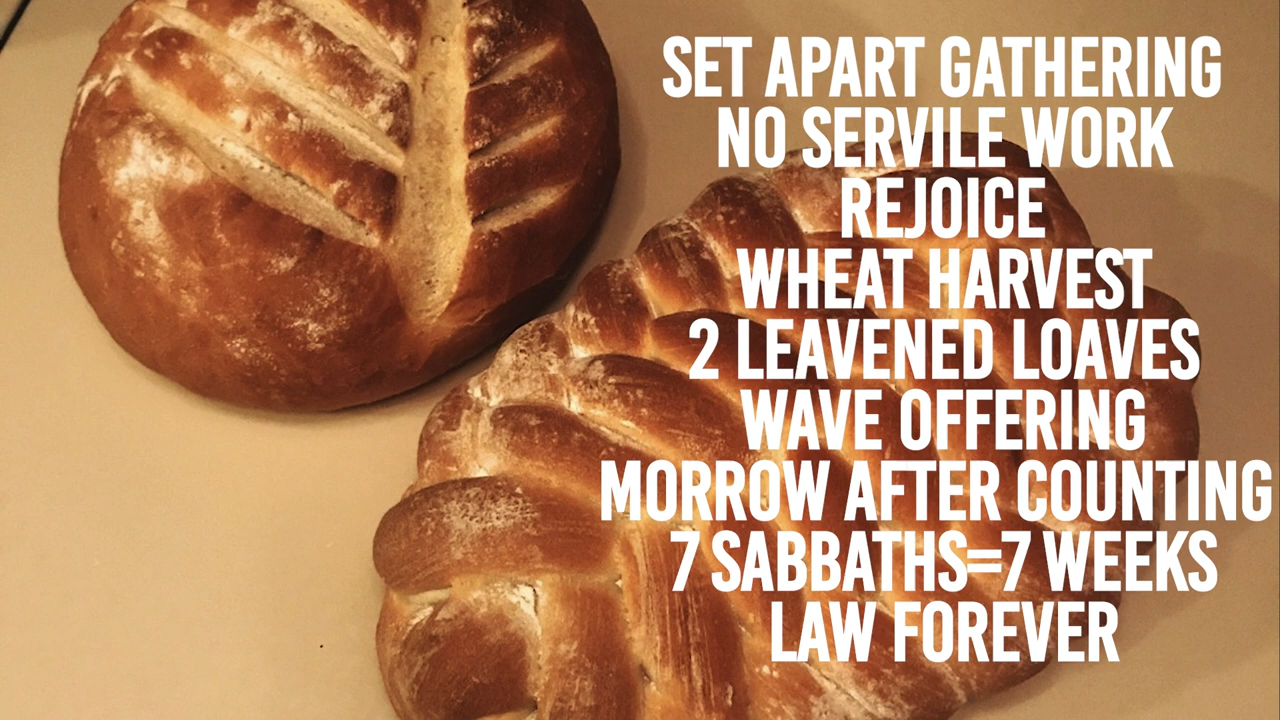 SET APART GATHERING
NO SERVILE WORK
REJOICE
WHEAT HARVEST
2 LEAVENED LOAVES
WAVE OFFERING
MORROW AFTER COUNTING
7 SABBATHS=7 WEEKS
LAW FOREVER